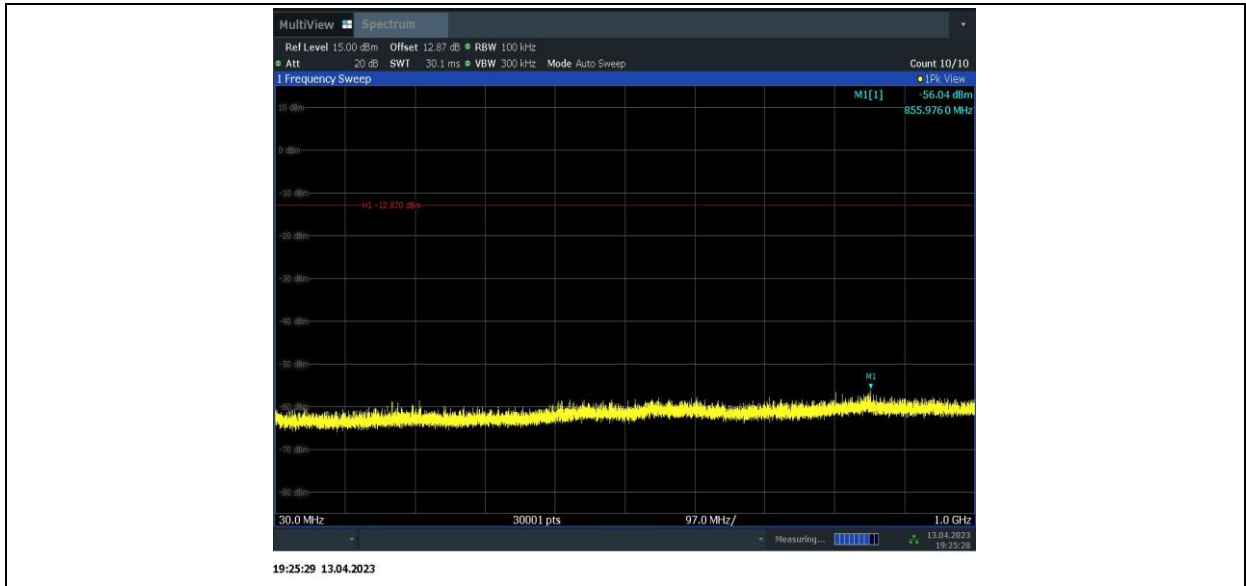 MultiView Spectrum
Ref Level 15.00 dBm Offset 12.87 dB RBW 100 kHz
Att 20 dB SWT 30.1 ms VBW 300 kHz Mode Auto Sweep Count 10/10
1 Frequency Sweep 1Pk View
M1[1] -56.04 dBm
855.976 0 MHz
10 dBm
0 dBm
-10 dBm
H1 -12.870 dBm
-20 dBm
-30 dBm
-40 dBm
-50 dBm
M1
-70 dBm
-80 dBm
30.0 MHz 30001 pts 97.0 MHz/ 1.0 GHz
Measuring... 13.04.2023
19:25:28
19:25:29 13.04.2023